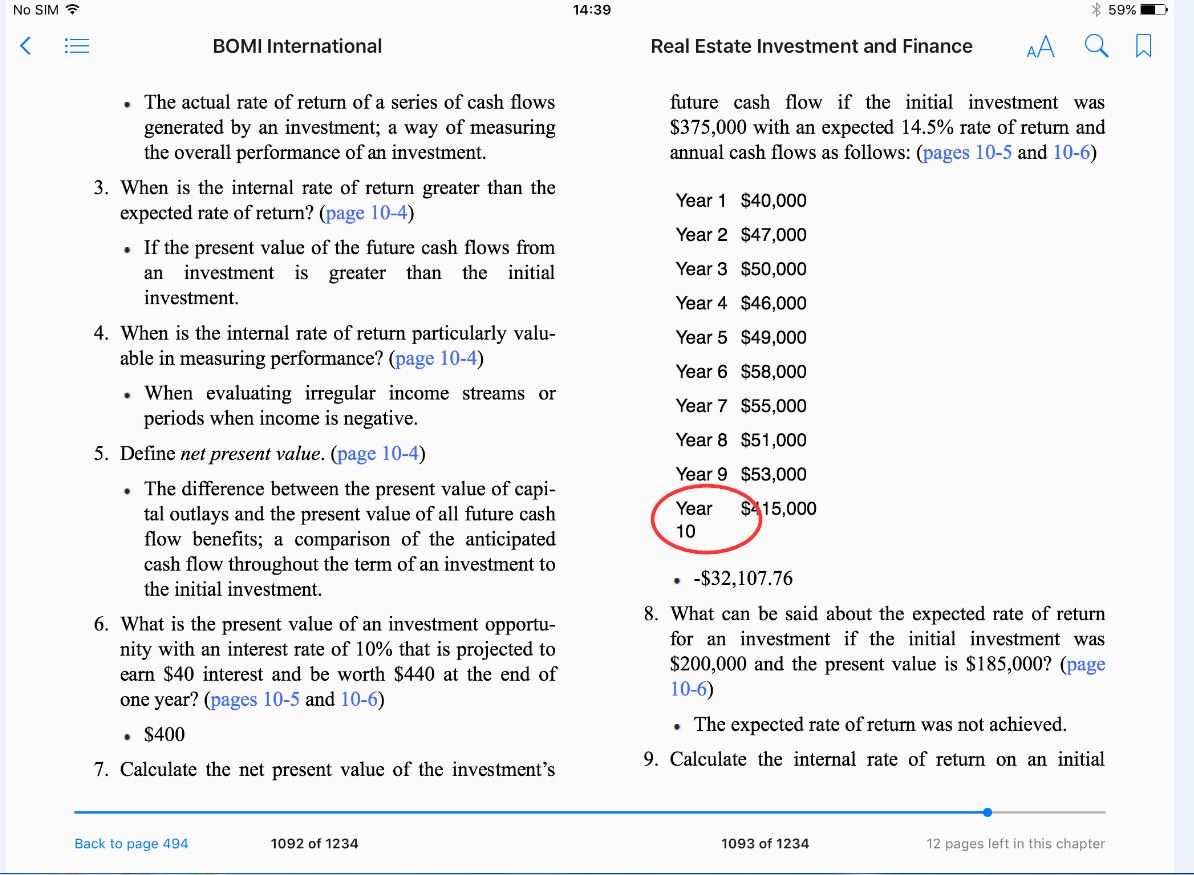 No SIM 14:39 59%
BOMI International Real Estate Investment and Finance AA
• The actual rate of return of a series of cash flows
generated by an investment; a way of measuring
the overall performance of an investment.
3. When is the internal rate of return greater than the
expected rate of return? (page 10-4)
• If the present value of the future cash flows from
an investment is greater than the initial
investment.
4. When is the internal rate of return particularly valu-
able in measuring performance? (page 10-4)
• When evaluating irregular income streams or
periods when income is negative.
5. Define net present value. (page 10-4)
• The difference between the present value of capi-
tal outlays and the present value of all future cash
flow benefits; a comparison of the anticipated
cash flow throughout the term of an investment to
the initial investment.
6. What is the present value of an investment opportu-
nity with an interest rate of 10% that is projected to
earn $40 interest and be worth $440 at the end of
one year? (pages 10-5 and 10-6)
• $400
7. Calculate the net present value of the investment's
future cash flow if the initial investment was
$375,000 with an expected 14.5% rate of return and
annual cash flows as follows: (pages 10-5 and 10-6)
Year 1 $40,000
Year 2 $47,000
Year 3 $50,000
Year 4 $46,000
Year 5 $49,000
Year 6 $58,000
Year 7 $55,000
Year 8 $51,000
Year 9 $53,000
Year $415,000
10
• -$32,107.76
8. What can be said about the expected rate of return
for an investment if the initial investment was
$200,000 and the present value is $185,000? (page
10-6)
• The expected rate of return was not achieved.
9. Calculate the internal rate of return on an initial
Back to page 494 1092 of 1234 1093 of 1234 12 pages left in this chapter